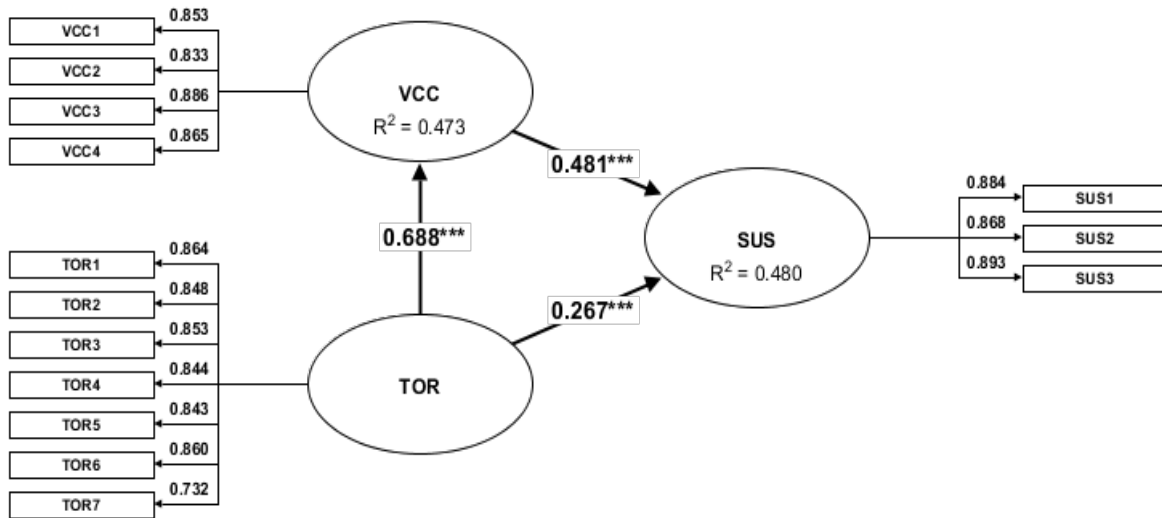 0.853
VCC1
0.833
VCC2
0.886
VCC3
0.865
VCC4
VCC
R² = 0.473
0.481***
0.688***
0.884
SUS1
0.868
SUS2
0.893
SUS3
SUS
R² = 0.480
0.267***
0.864
TOR1
0.848
TOR2
0.853
TOR3
0.844
TOR4
0.843
TOR5
0.860
TOR6
0.732
TOR7
TOR